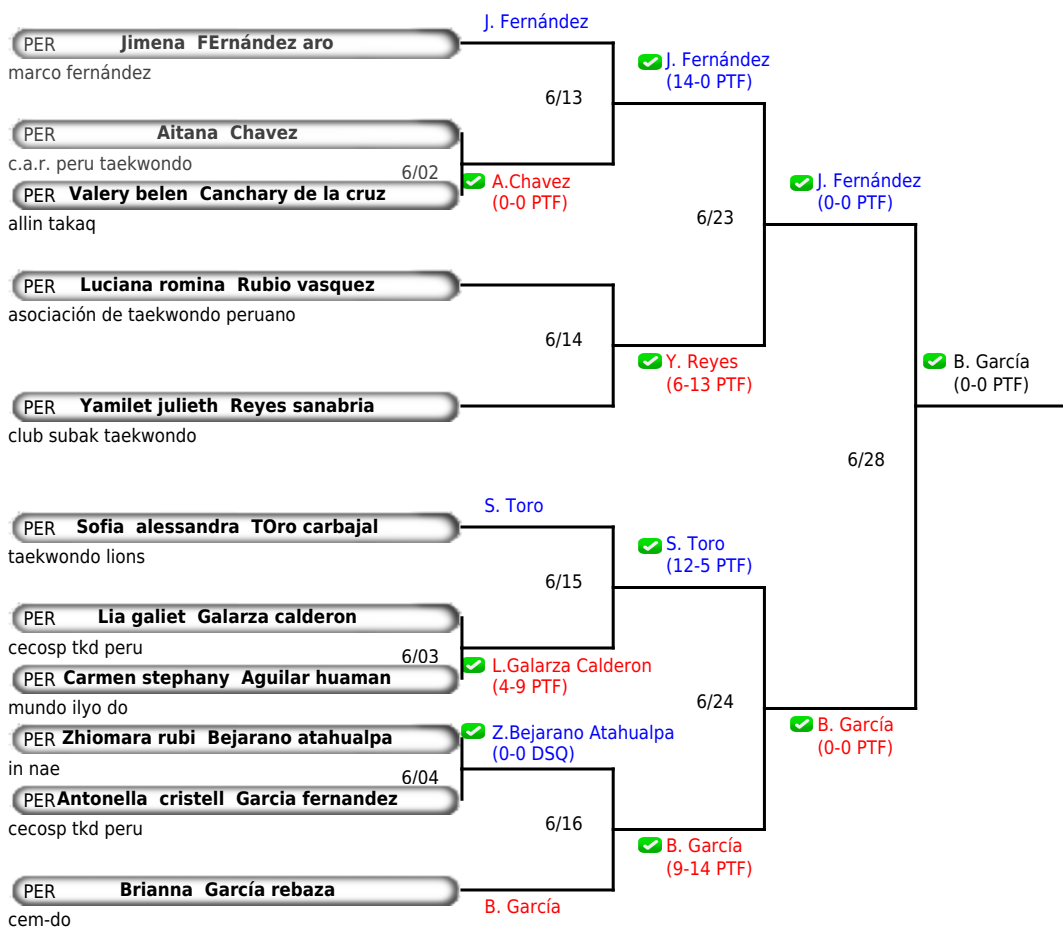 PER Jimena  FErnández aro
marco fernández
J. Fernández
6/13
J. Fernández
(14-0 PTF)
PER Aitana  Chavez
c.a.r. peru taekwondo
6/02
A.Chavez
(0-0 PTF)
PER Valery belen  Canchary de la cruz
allin takaq
6/23
J. Fernández
(0-0 PTF)
PER Luciana romina  Rubio vasquez
asociación de taekwondo peruano
6/14
Y. Reyes
(6-13 PTF)
PER Yamilet julieth  Reyes sanabria
club subak taekwondo
B. García
(0-0 PTF)
6/28
PER Sofia  alessandra  TOro carbajal
taekwondo lions
S. Toro
6/15
S. Toro
(12-5 PTF)
PER Lia galiet  Galarza calderon
cecosp tkd peru
6/03
L.Galarza Calderon
(4-9 PTF)
PER Carmen stephany  Aguilar huaman
mundo ilyo do
6/24
B. García
(0-0 PTF)
PER Zhiomara rubi  Bejarano atahualpa
in nae
6/04
Z.Bejarano Atahualpa
(0-0 DSQ)
PER Antonella  cristell  Garcia fernandez
cecosp tkd peru
6/16
B. García
(9-14 PTF)
PER Brianna  García rebaza
cem-do
B. García